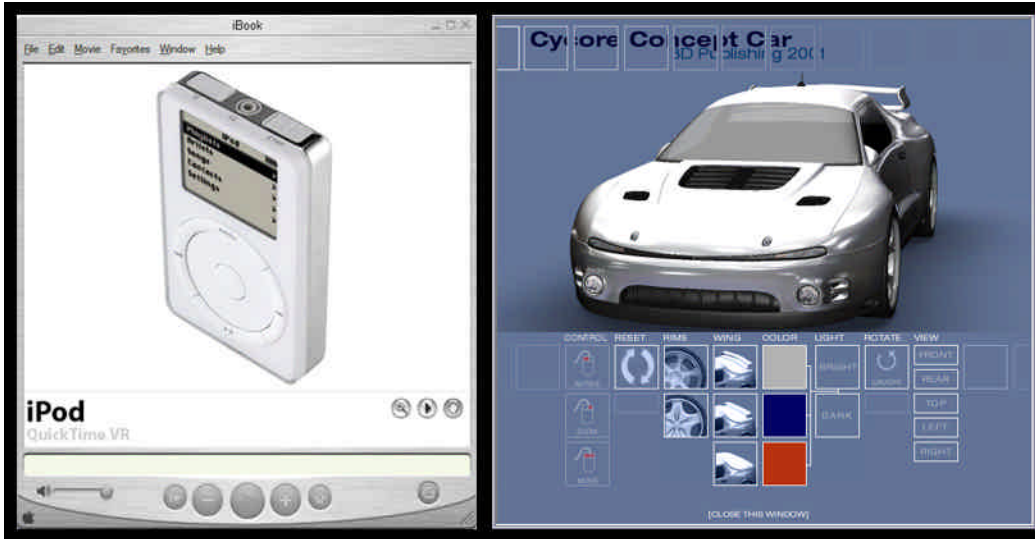 iBook
File Edit Movie Favorites Window Help
iPod
Playlists
Artists
Songs
Contacts
Settings
iPod
QuickTime VR
Cycore Concept Car
3D Publishing 2001
CONTROL RESET RIMS WING COLOR LIGHT ROTATE VIEW
BRIGHT
FRONT
REAR
ZOOM
DARK
TOP
LEFT
MOVE
RIGHT
[CLOSE THIS WINDOW]